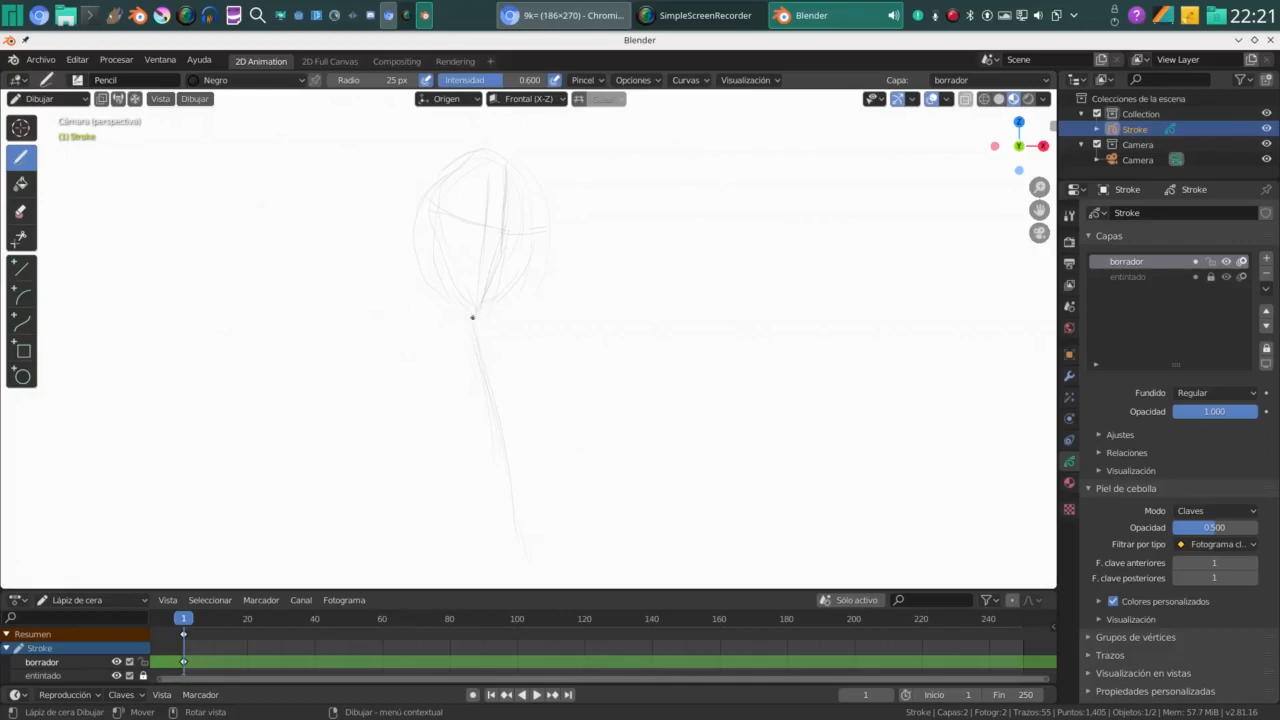 9k= (186×270) - Chromi...
SimpleScreenRecorder
Blender
22:21
Blender
Archivo
Editar
Procesar
Ventana
Ayuda
2D Animation
2D Full Canvas
Compositing
Rendering
+
Scene
View Layer
Pencil
Negro
Radio
25 px
Intensidad
0.600
Pincel
Opciones
Curvas
Visualización
Capa:
borrador
Dibujar
Vista
Dibujar
Origen
Frontal (X-Z)
Colecciones de la escena
Collection
Stroke
Camera
Camera
Cámara (perspectiva)
(1) Stroke
Z
Y
X
Stroke
Stroke
Stroke
Capas
borrador
entintado
Fundido
Regular
Opacidad
1.000
Ajustes
Relaciones
Visualización
Piel de cebolla
Modo
Claves
Opacidad
0.500
Filtrar por tipo
Fotograma cl...
F. clave anteriores
1
F. clave posteriores
1
Colores personalizados
Visualización
Grupos de vértices
Trazos
Visualización en vistas
Propiedades personalizadas
Lápiz de cera
Vista
Seleccionar
Marcador
Canal
Fotograma
Sólo activo
1
20
40
60
80
100
120
140
160
180
200
220
240
Resumen
Stroke
borrador
entintado
Reproducción
Claves
Vista
Marcador
1
Inicio
1
Fin
250
Lápiz de cera Dibujar
Mover
Rotar vista
Dibujar - menú contextual
Stroke | Capas:2 | Fotogr:2 | Trazos:55 | Puntos:1,405 | Objetos:1/2 | Mem: 57.7 MiB | v2.81.16